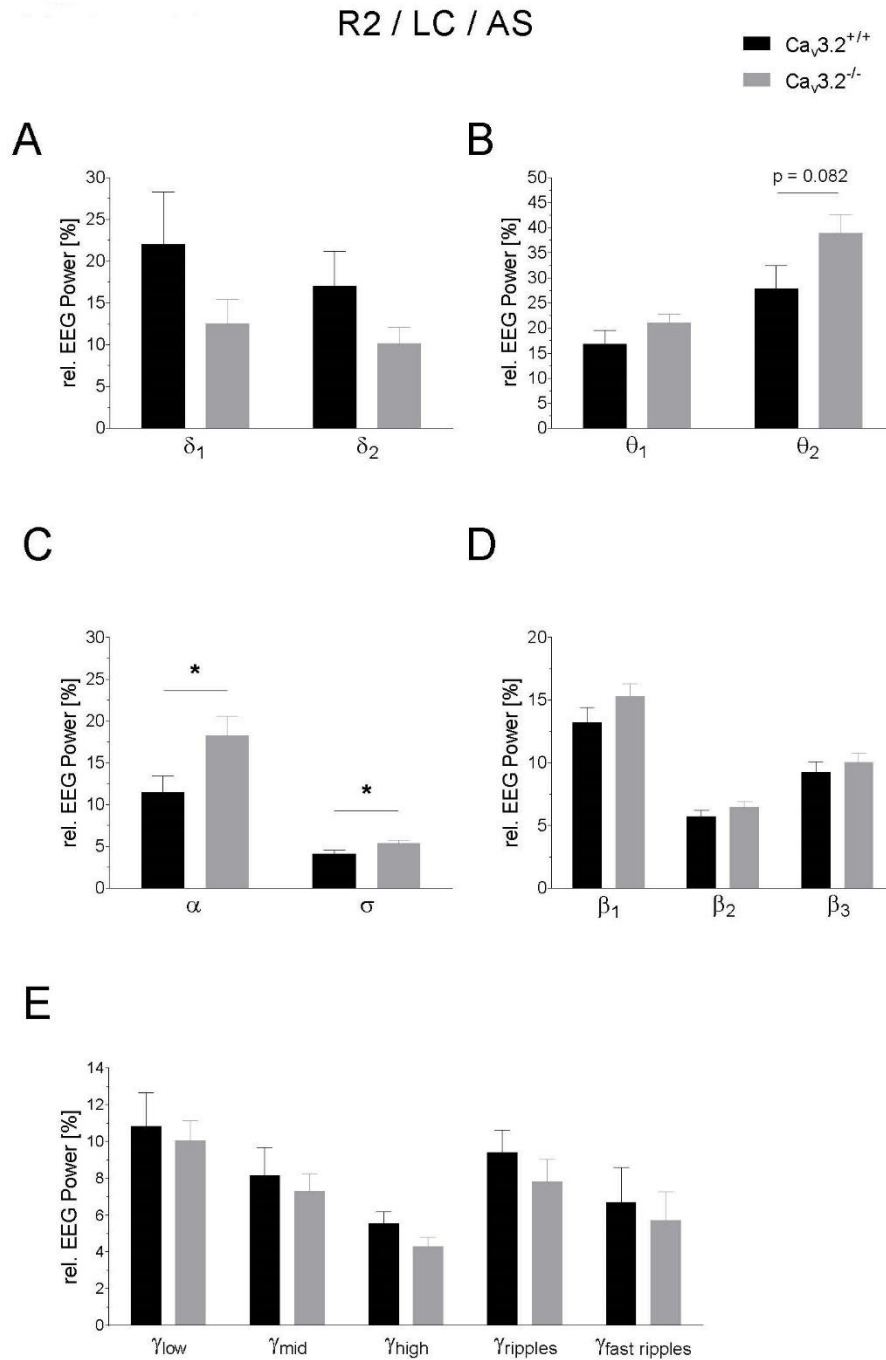 R2 / LC / AS
Caᵥ3.2⁺/⁺
Caᵥ3.2⁻/⁻
A
rel. EEG Power [%]
30
25
20
15
10
5
0
δ₁ δ₂
B
rel. EEG Power [%]
50
45
40
35
30
25
20
15
10
5
0
p = 0.082
θ₁ θ₂
C
rel. EEG Power [%]
30
25
20
15
10
5
0
* *
α σ
D
rel. EEG Power [%]
20
15
10
5
0
β₁ β₂ β₃
E
rel. EEG Power [%]
14
12
10
8
6
4
2
0
γlow γmid γhigh γripples γfast ripples